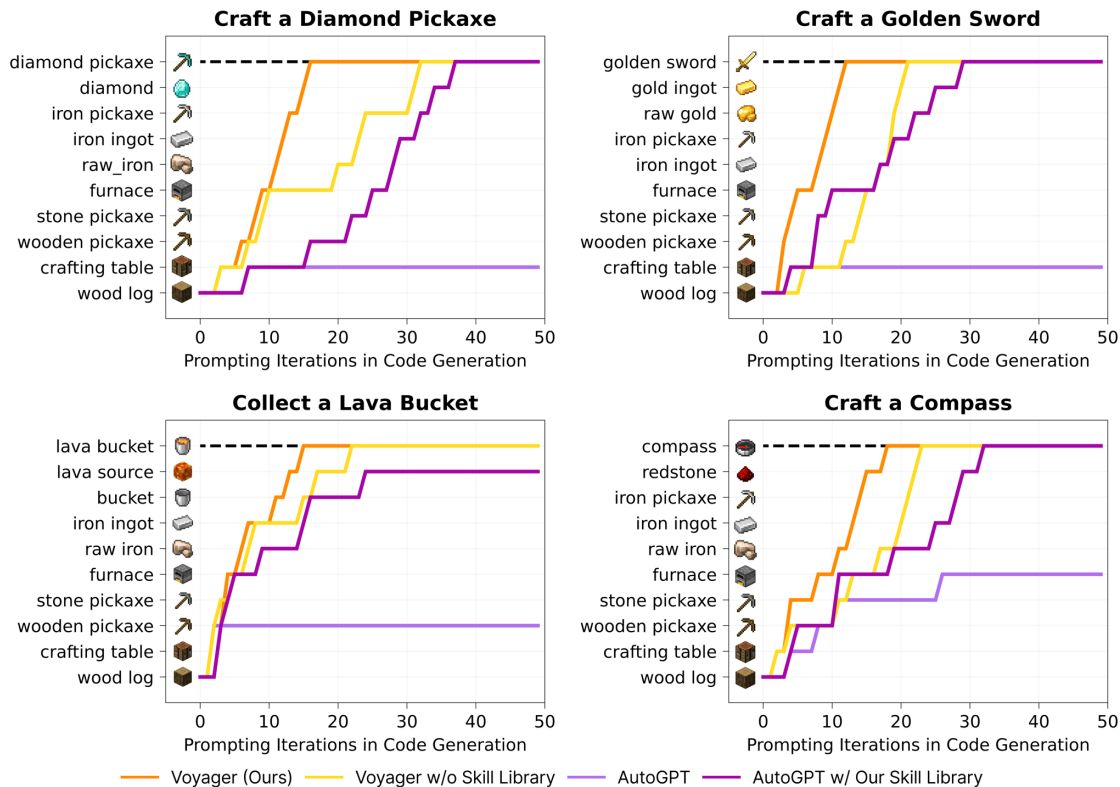 Craft a Diamond Pickaxe
diamond pickaxe
diamond
iron pickaxe
iron ingot
raw_iron
furnace
stone pickaxe
wooden pickaxe
crafting table
wood log
0 10 20 30 40 50
Prompting Iterations in Code Generation
Craft a Golden Sword
golden sword
gold ingot
raw gold
iron pickaxe
iron ingot
furnace
stone pickaxe
wooden pickaxe
crafting table
wood log
0 10 20 30 40 50
Prompting Iterations in Code Generation
Collect a Lava Bucket
lava bucket
lava source
bucket
iron ingot
raw iron
furnace
stone pickaxe
wooden pickaxe
crafting table
wood log
0 10 20 30 40 50
Prompting Iterations in Code Generation
Craft a Compass
compass
redstone
iron pickaxe
iron ingot
raw iron
furnace
stone pickaxe
wooden pickaxe
crafting table
wood log
0 10 20 30 40 50
Prompting Iterations in Code Generation
Voyager (Ours) Voyager w/o Skill Library AutoGPT AutoGPT w/ Our Skill Library